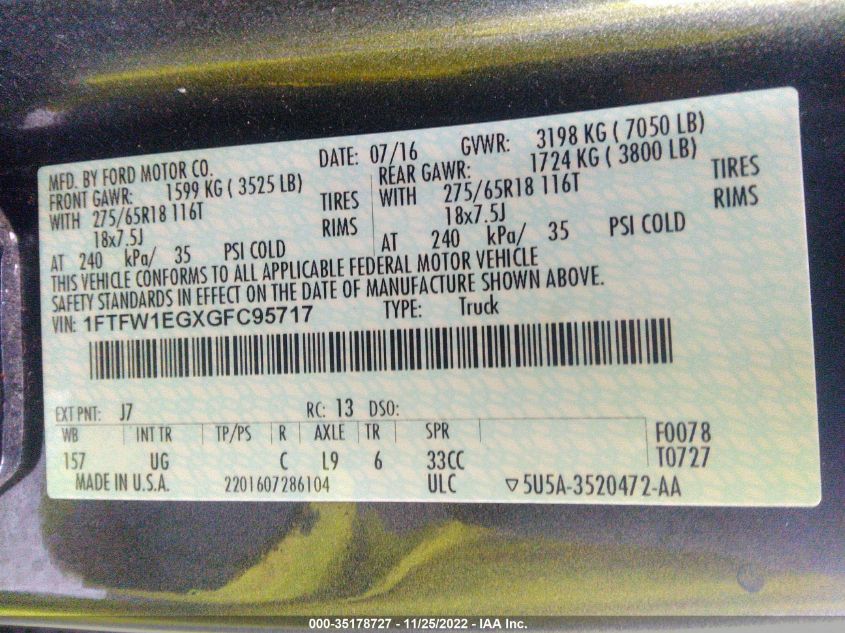 MFD. BY FORD MOTOR CO. DATE: 07/16 GVWR: 3198 KG ( 7050 LB)
FRONT GAWR: 1599 KG ( 3525 LB) REAR GAWR: 1724 KG ( 3800 LB)
WITH 275/65R18 116T TIRES WITH 275/65R18 116T TIRES
18x7.5J RIMS 18x7.5J RIMS
AT 240 kPa/ 35 PSI COLD AT 240 kPa/ 35 PSI COLD
THIS VEHICLE CONFORMS TO ALL APPLICABLE FEDERAL MOTOR VEHICLE
SAFETY STANDARDS IN EFFECT ON THE DATE OF MANUFACTURE SHOWN ABOVE.
VIN: 1FTFW1EGXGFC95717 TYPE: Truck
EXT PNT: J7 RC: 13 DSO:
WB INT TR TP/PS R AXLE TR SPR F0078
157 UG C L9 6 33CC T0727
MADE IN U.S.A. 2201607286104 ULC ▽5U5A-3520472-AA
000-35178727 - 11/25/2022 - IAA Inc.